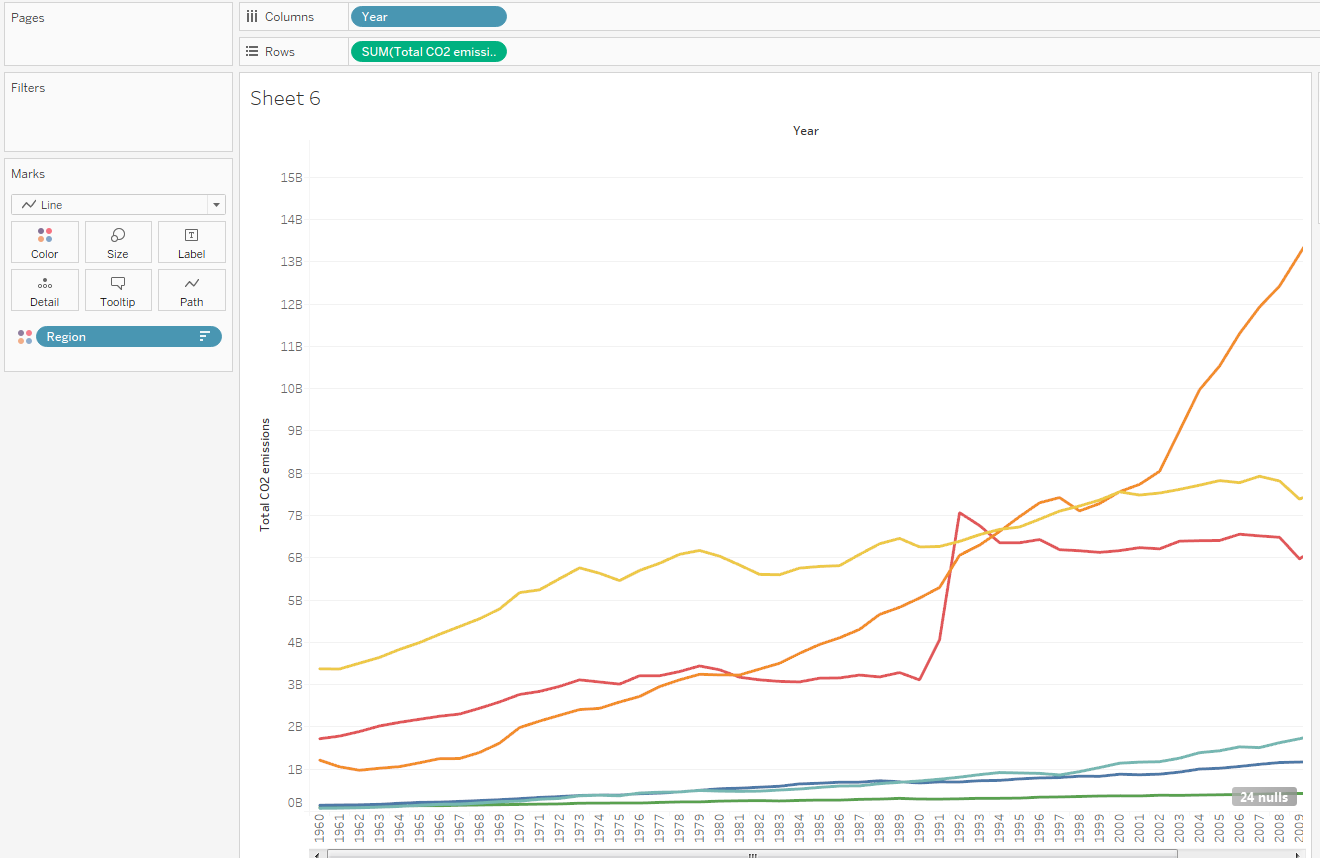 Pages
Columns
Year
Rows
SUM(Total CO2 emissi..
Filters
Marks
Line
Color
Size
Label
Detail
Tooltip
Path
Region
Sheet 6
Year
15B
14B
13B
12B
11B
10B
9B
8B
7B
6B
5B
4B
3B
2B
1B
0B
Total CO2 emissions
24 nulls
1960
1961
1962
1963
1964
1965
1966
1967
1968
1969
1970
1971
1972
1973
1974
1975
1976
1977
1978
1979
1980
1981
1982
1983
1984
1985
1986
1987
1988
1989
1990
1991
1992
1993
1994
1995
1996
1997
1998
1999
2000
2001
2002
2003
2004
2005
2006
2007
2008
2009